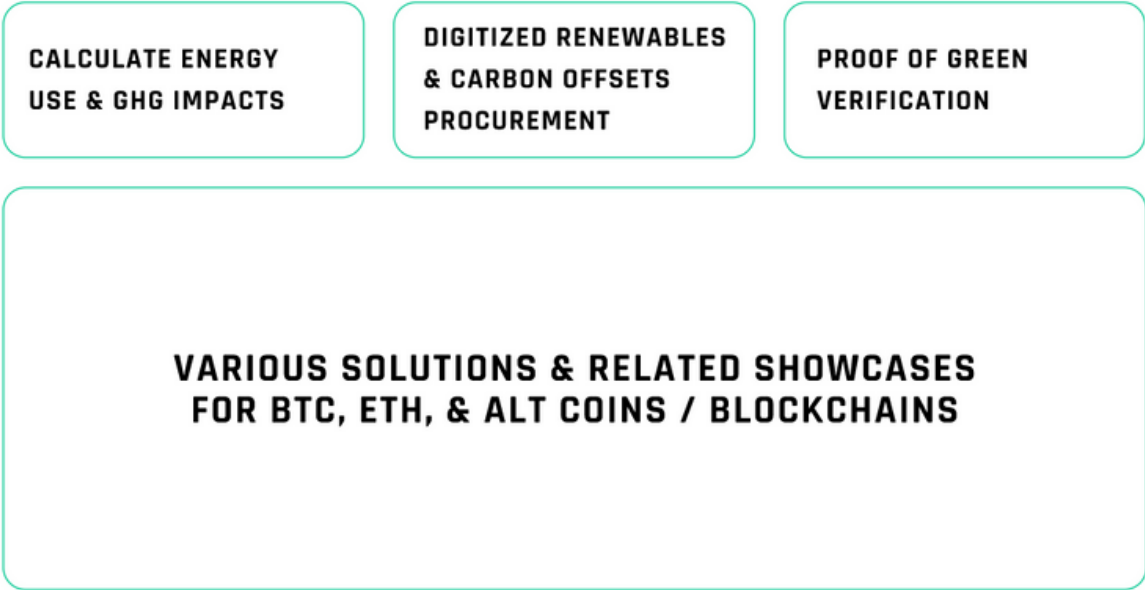 CALCULATE ENERGY
USE & GHG IMPACTS
DIGITIZED RENEWABLES
& CARBON OFFSETS
PROCUREMENT
PROOF OF GREEN
VERIFICATION
VARIOUS SOLUTIONS & RELATED SHOWCASES
FOR BTC, ETH, & ALT COINS / BLOCKCHAINS